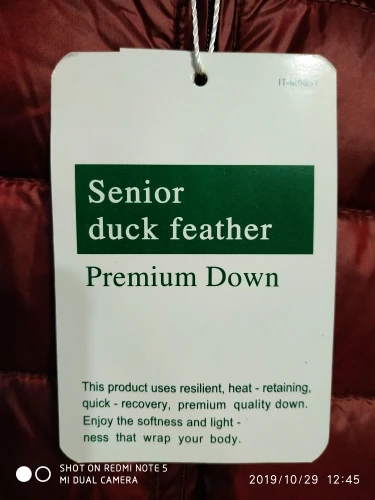 Senior
duck feather
Premium Down
This product uses resilient, heat - retaining,
quick - recovery, premium quality down.
Enjoy the softness and light -
ness that wrap your body.
SHOT ON REDMI NOTE 5
MI DUAL CAMERA
2019/10/29 12:45